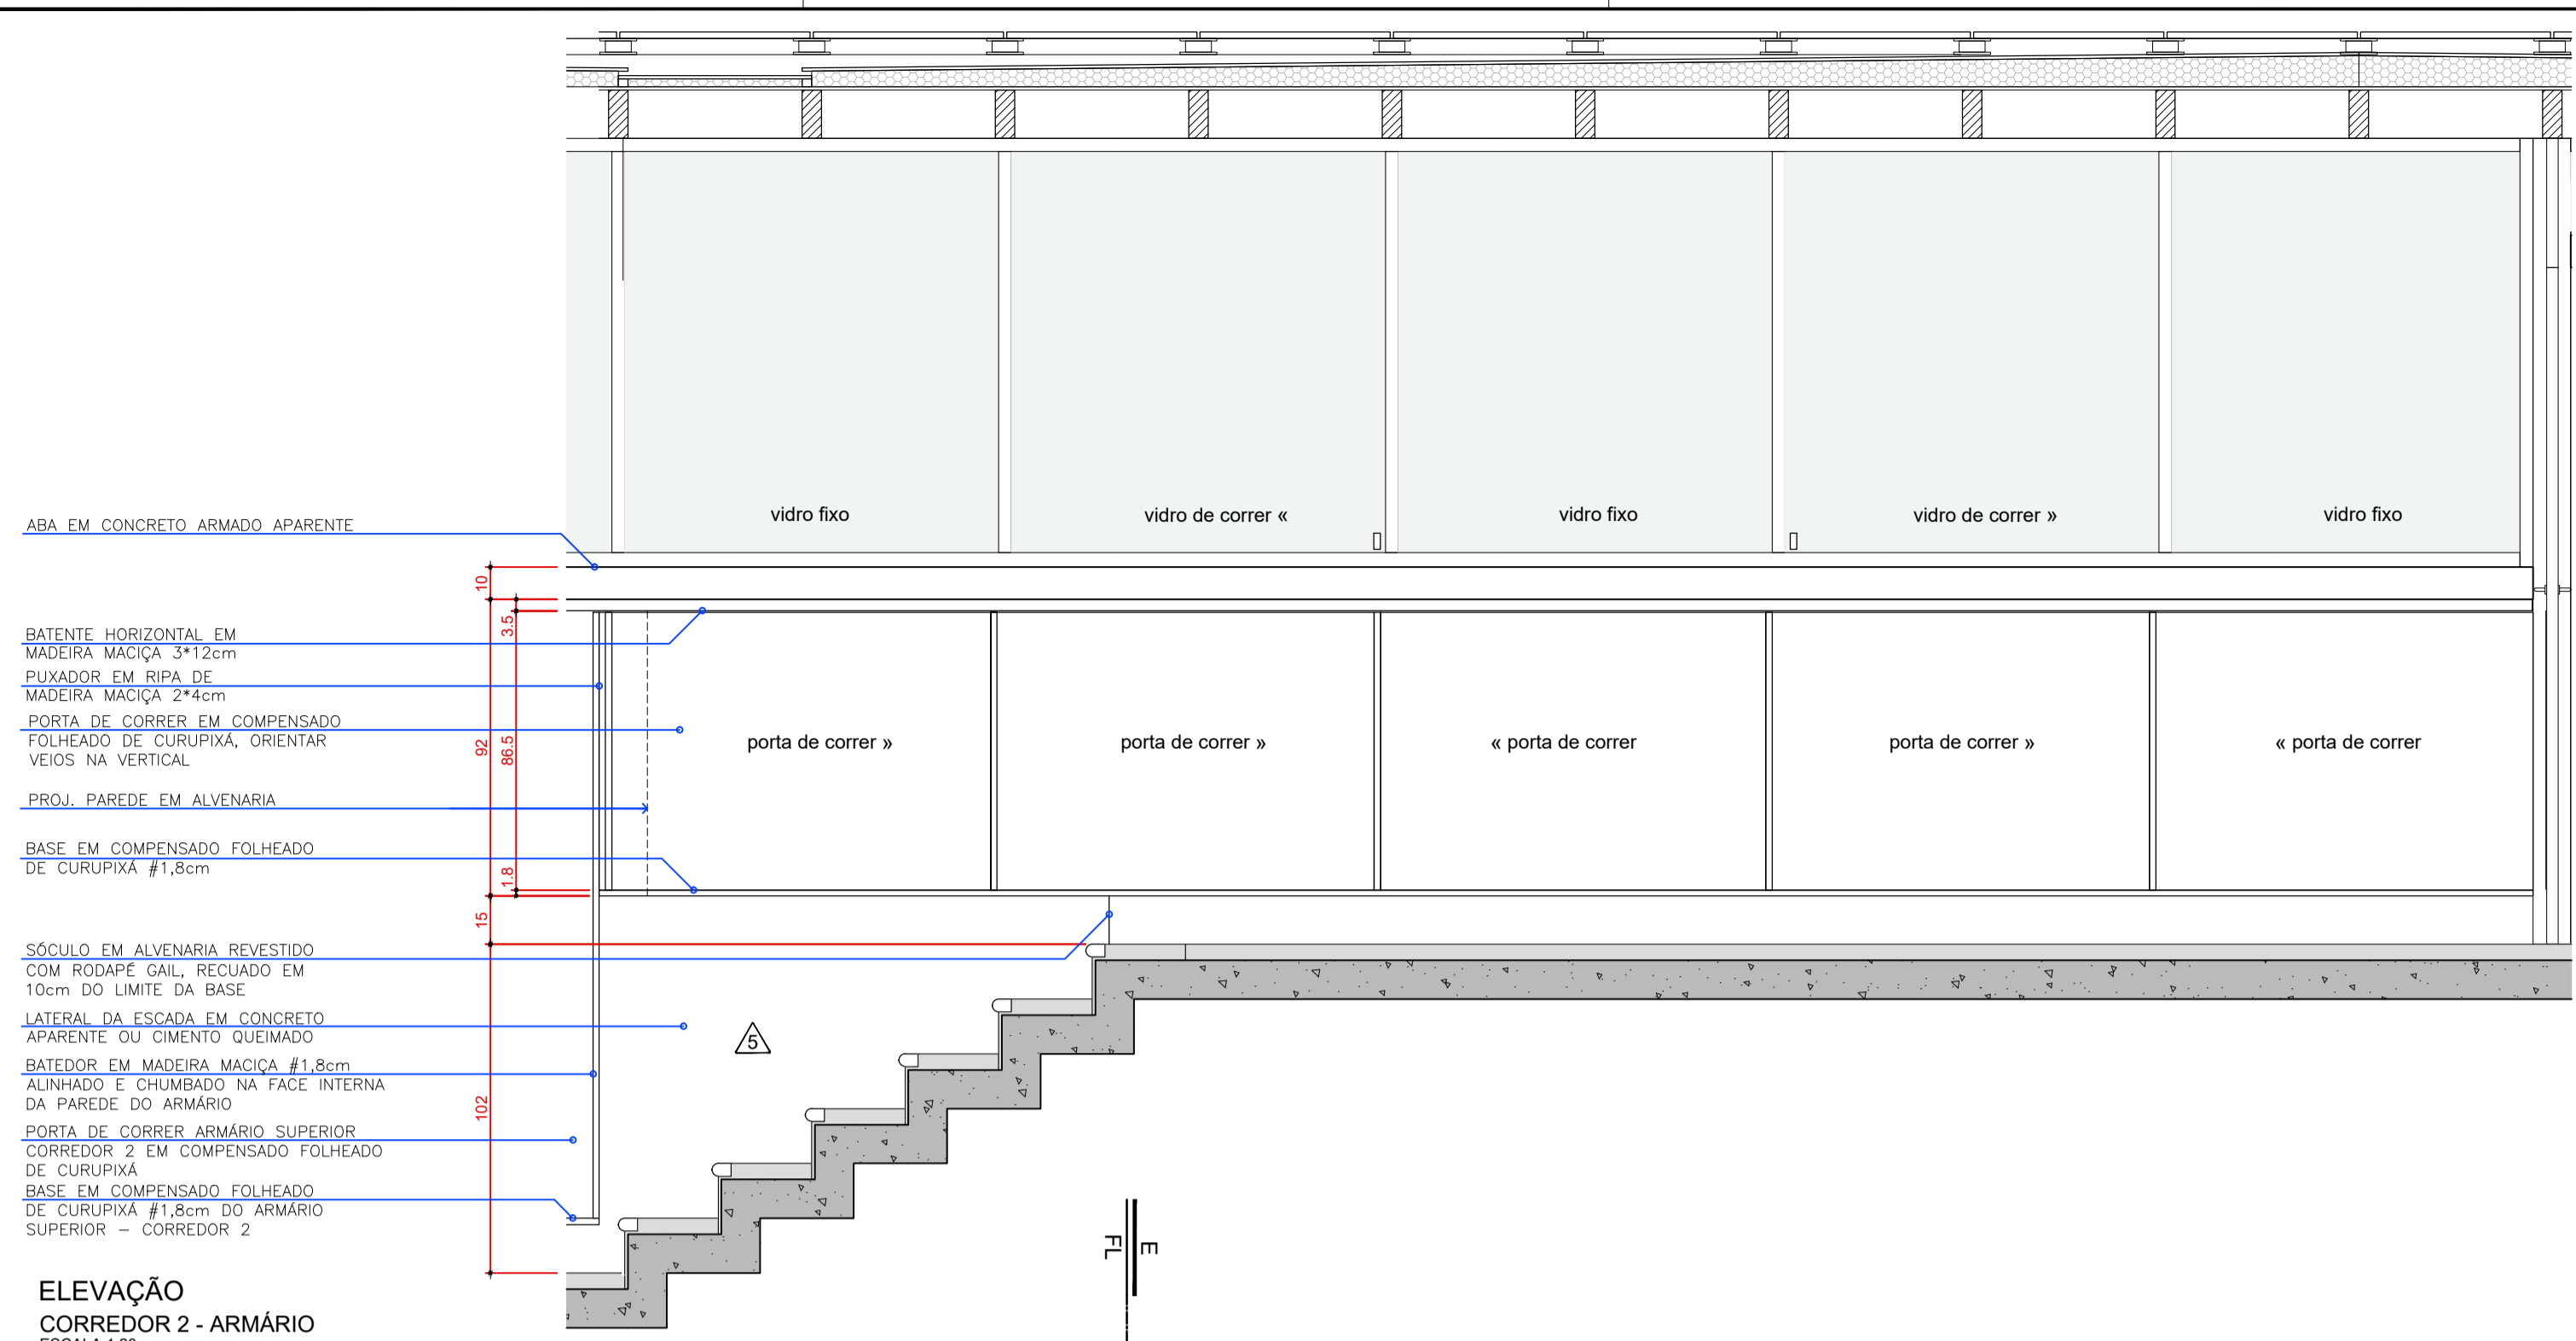 vidro fixo
vidro de correr «
vidro fixo
vidro de correr »
vidro fixo
ABA EM CONCRETO ARMADO APARENTE
10
3.5
BATENTE HORIZONTAL EM
MADEIRA MACIÇA 3*12cm
PUXADOR EM RIPA DE
MADEIRA MACIÇA 2*4cm
PORTA DE CORRER EM COMPENSADO
FOLHEADO DE CURUPIXÁ, ORIENTAR
VEIOS NA VERTICAL
92
86.5
porta de correr »
porta de correr »
« porta de correr
porta de correr »
« porta de correr
PROJ. PAREDE EM ALVENARIA
BASE EM COMPENSADO FOLHEADO
DE CURUPIXÁ #1,8cm
1.8
15
SÓCULO EM ALVENARIA REVESTIDO
COM RODAPÉ GAIL, RECUADO EM
10cm DO LIMITE DA BASE
LATERAL DA ESCADA EM CONCRETO
APARENTE OU CIMENTO QUEIMADO
5
BATEDOR EM MADEIRA MACIÇA #1,8cm
ALINHADO E CHUMBADO NA FACE INTERNA
DA PAREDE DO ARMÁRIO
102
PORTA DE CORRER ARMÁRIO SUPERIOR
CORREDOR 2 EM COMPENSADO FOLHEADO
DE CURUPIXÁ
BASE EM COMPENSADO FOLHEADO
DE CURUPIXÁ #1,8cm DO ARMÁRIO
SUPERIOR – CORREDOR 2
E
FL
ELEVAÇÃO
CORREDOR 2 - ARMÁRIO